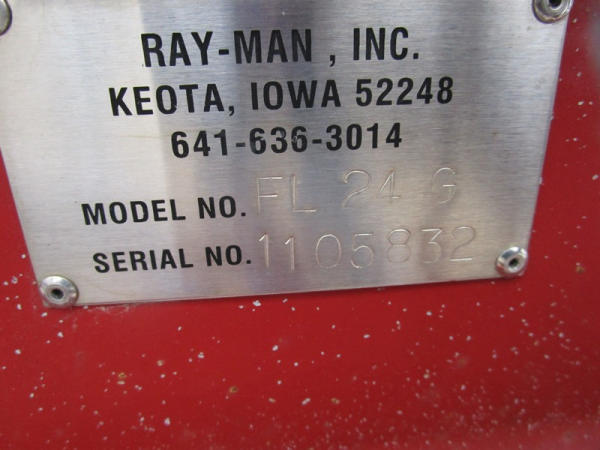 RAY-MAN , INC.
KEOTA, IOWA 52248
641-636-3014
MODEL NO. FL 24 G
SERIAL NO. 1105832